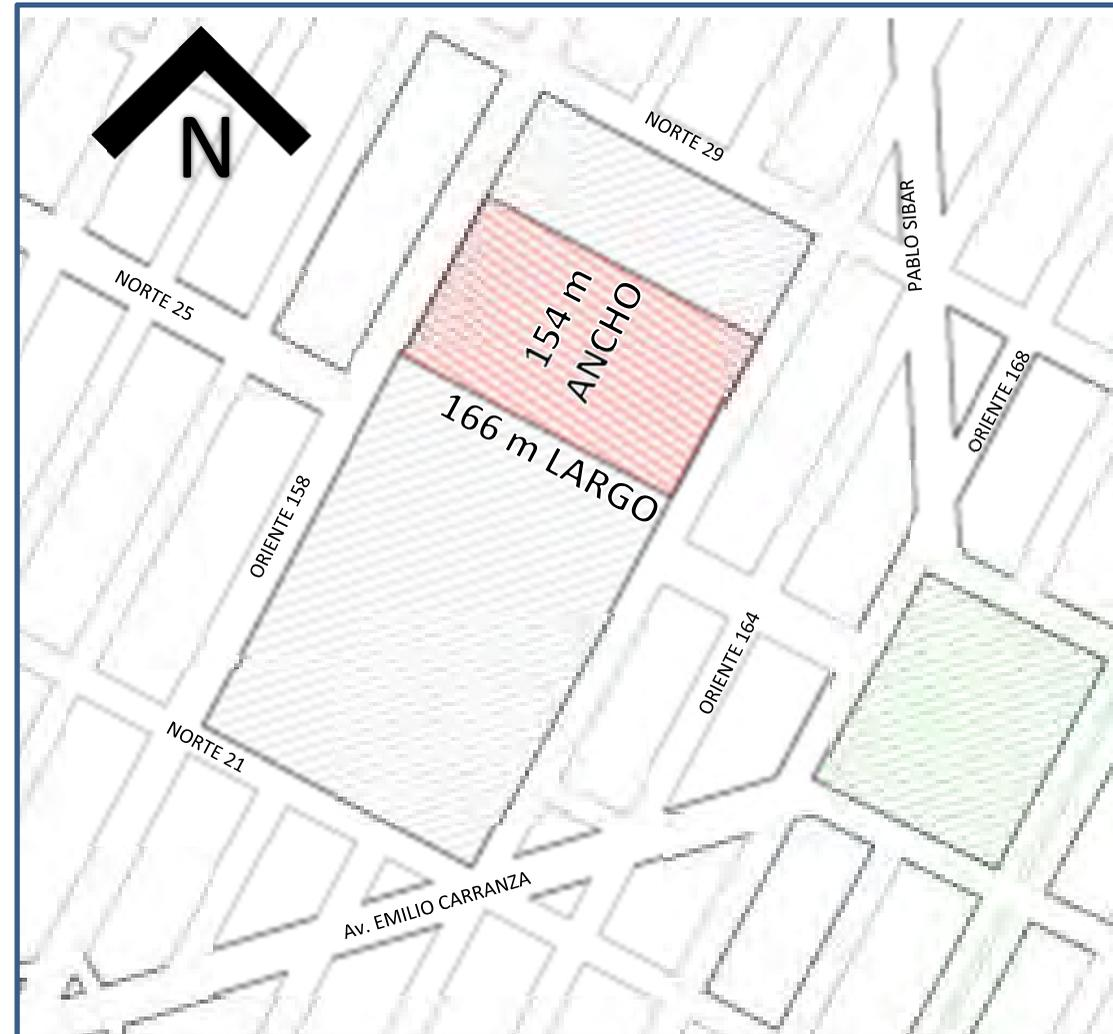 N
NORTE 29
PABLO SIBAR
NORTE 25
154 m
ANCHO
ORIENTE 168
166 m LARGO
ORIENTE 158
ORIENTE 164
NORTE 21
Av. EMILIO CARRANZA